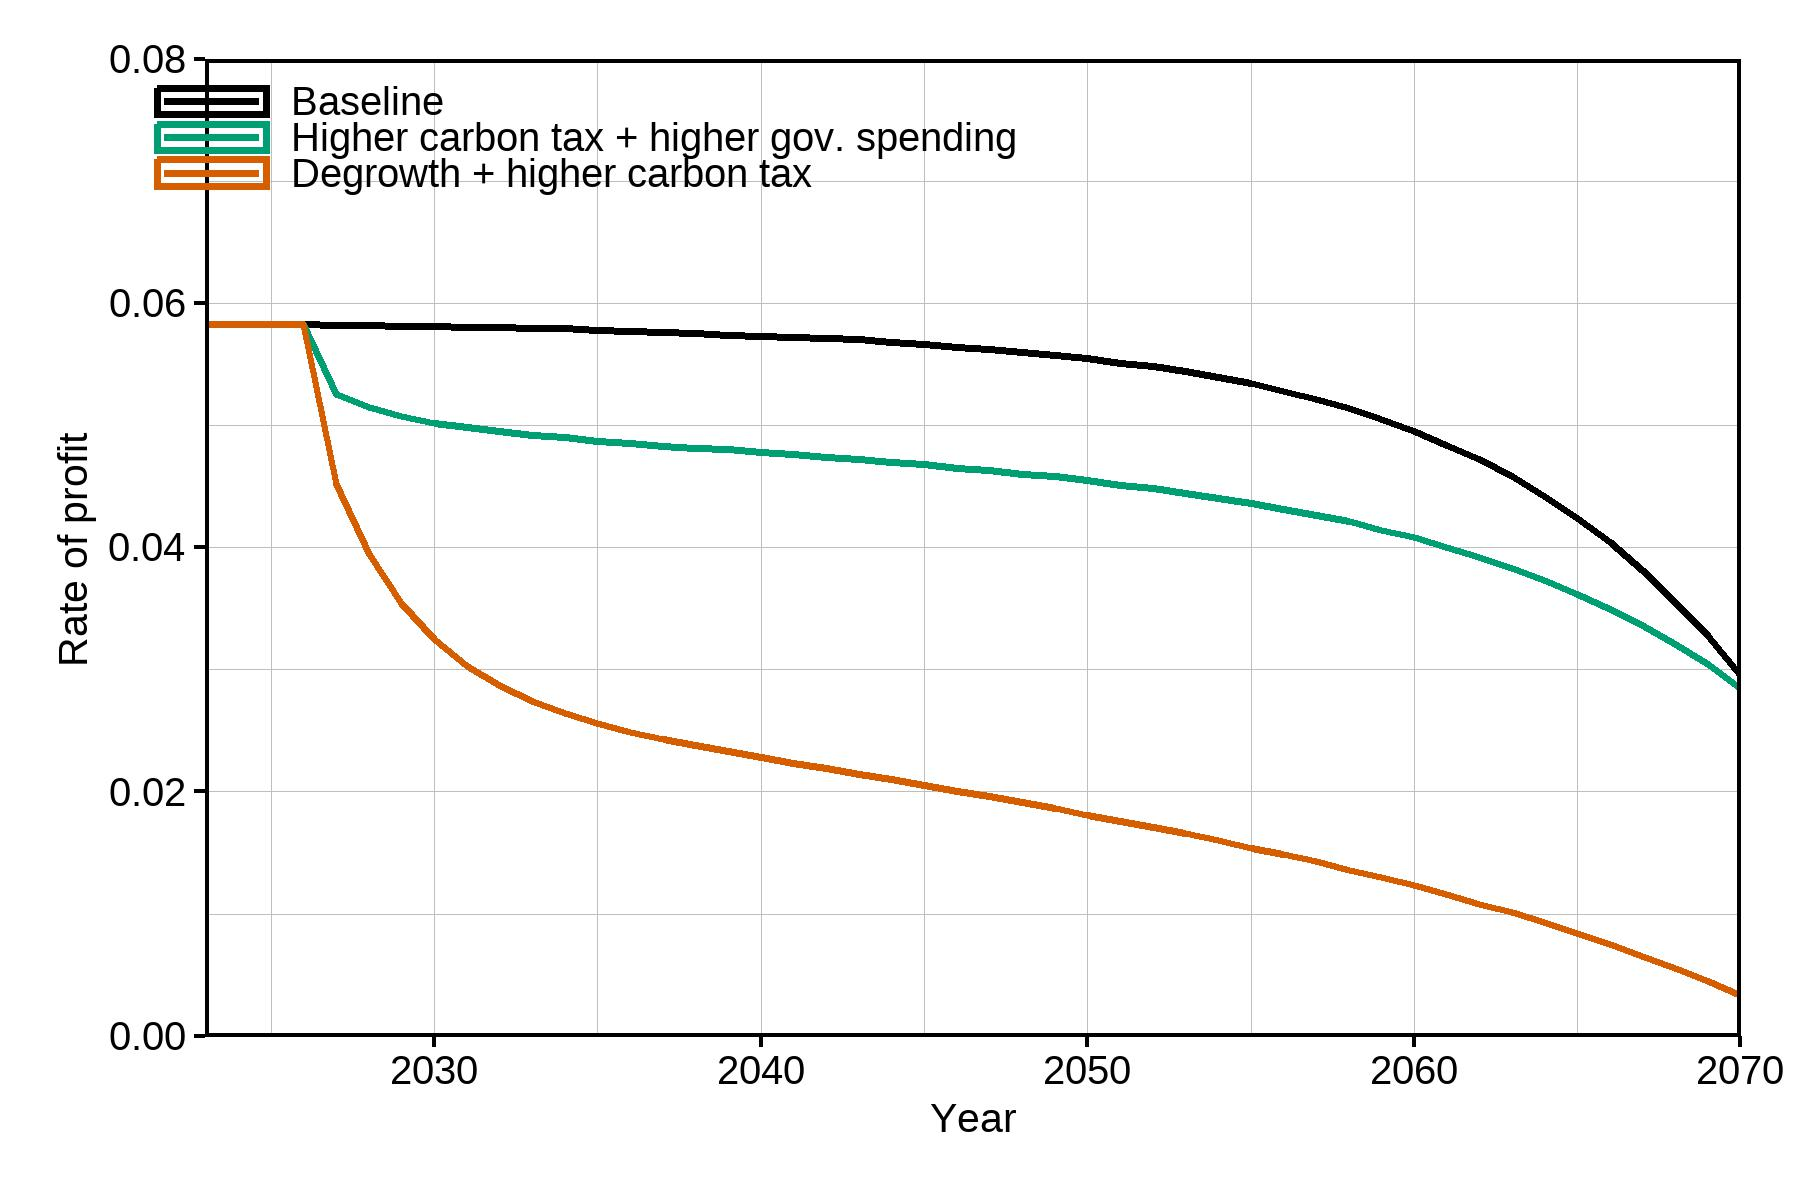 0.08
Baseline
Higher carbon tax + higher gov. spending
Degrowth + higher carbon tax
0.06
0.04
0.02
0.00
Rate of profit
2030 2040 2050 2060 2070
Year